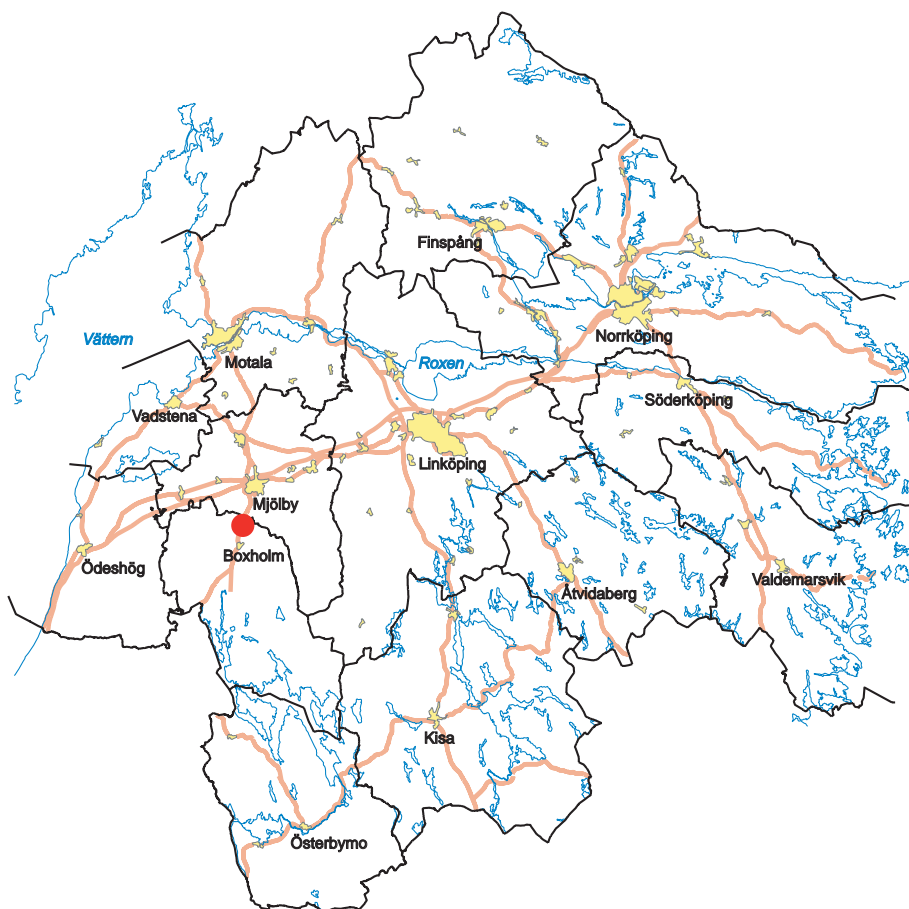 Finspång
Norrköping
Vättern
Motala
Roxen
Söderköping
Vadstena
Linköping
Mjölby
Boxholm
Ödeshög
Åtvidaberg
Valdemarsvik
Kisa
Österbymo